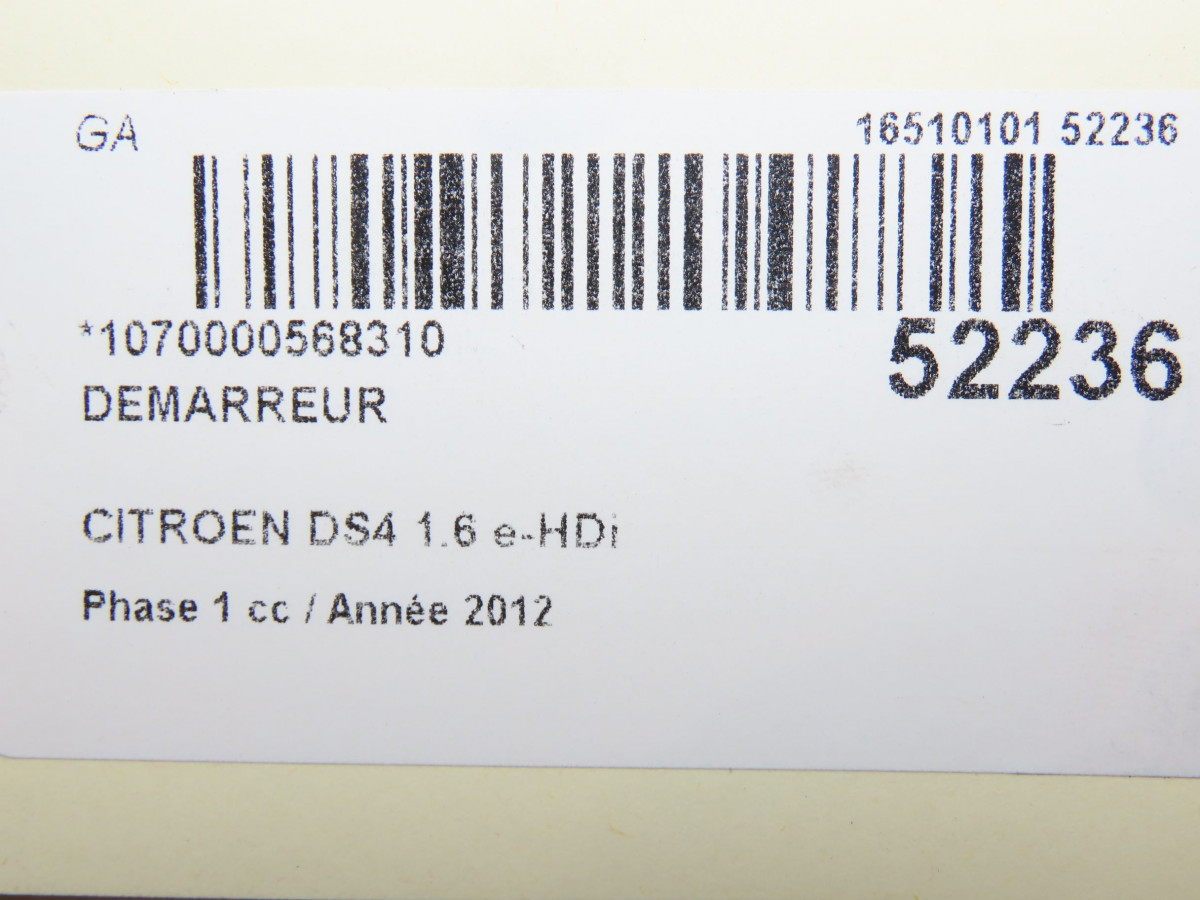 GA
16510101 52236
*1070000568310
52236
DEMARREUR
CITROEN DS4 1.6 e-HDi
Phase 1 cc / Année 2012